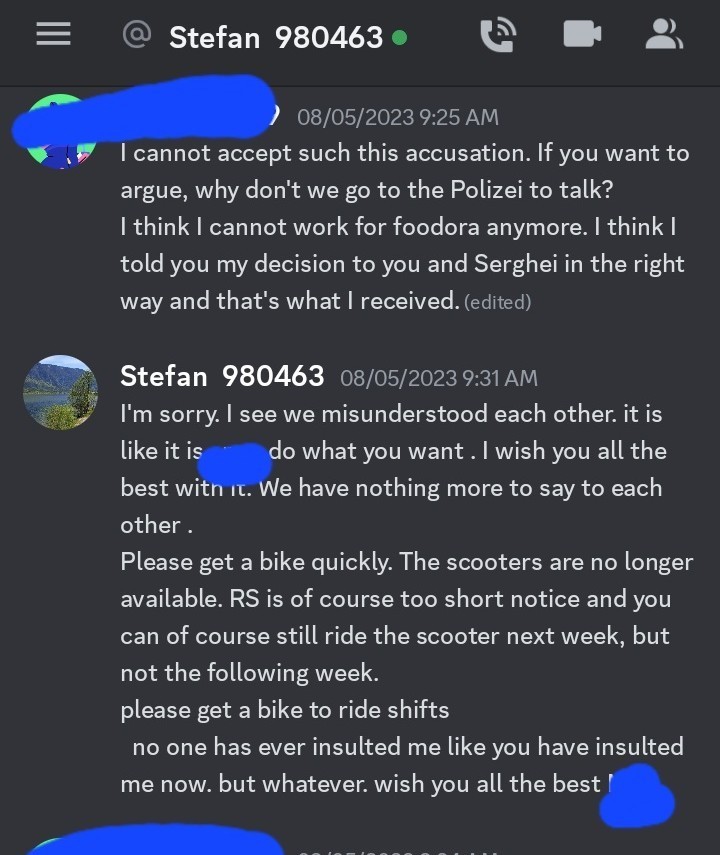 @ Stefan 980463
08/05/2023 9:25 AM
I cannot accept such this accusation. If you want to
argue, why don't we go to the Polizei to talk?
I think I cannot work for foodora anymore. I think I
told you my decision to you and Serghei in the right
way and that's what I received. (edited)
Stefan 980463 08/05/2023 9:31 AM
I'm sorry. I see we misunderstood each other. it is
like it is do what you want . I wish you all the
best with it. We have nothing more to say to each
other .
Please get a bike quickly. The scooters are no longer
available. RS is of course too short notice and you
can of course still ride the scooter next week, but
not the following week.
please get a bike to ride shifts
no one has ever insulted me like you have insulted
me now. but whatever. wish you all the best